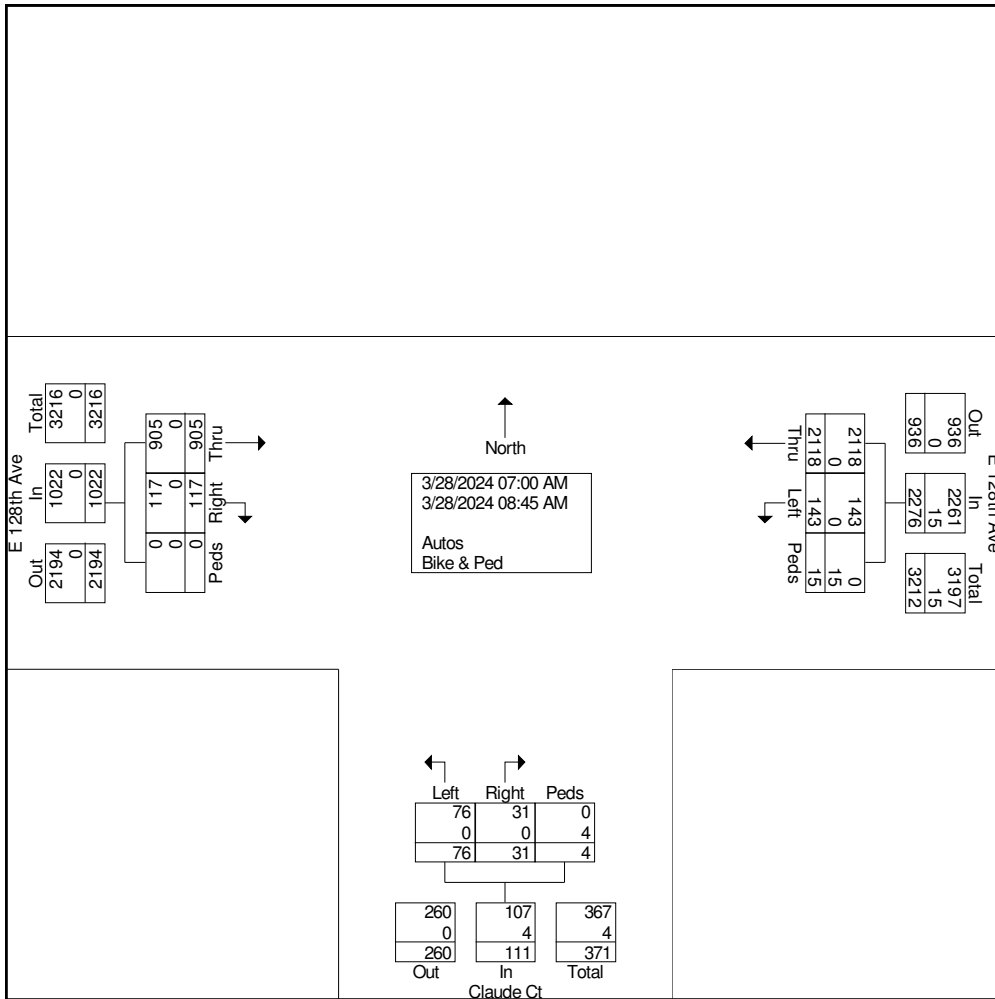 North
3/28/2024 07:00 AM
3/28/2024 08:45 AM
Autos
Bike & Ped
E 128th Ave
Out In Total
2194 1022 3216
0 0 0
2194 1022 3216
Peds Right Thru
0 117 905
0 0 0
0 117 905
E 128th Ave
Out In Total
936 2261 3197
0 15 15
936 2276 3212
2118 143 0
0 0 15
2118 143 15
Thru Left Peds
Left Right Peds
76 31 0
0 0 4
76 31 4
260 107 367
0 4 4
260 111 371
Out In Total
Claude Ct